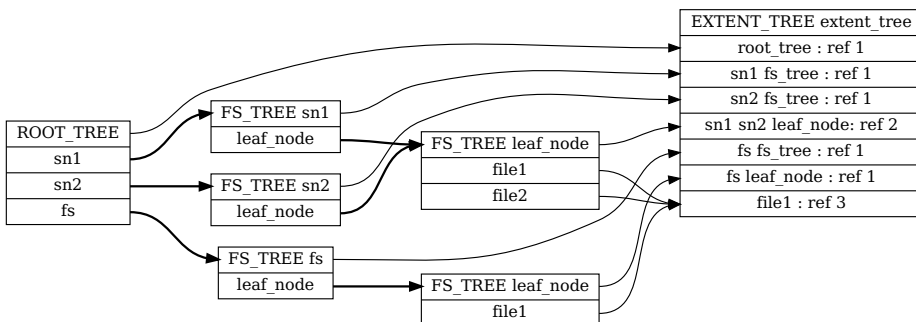 ROOT_TREE
sn1
sn2
fs
FS_TREE sn1
leaf_node
FS_TREE sn2
leaf_node
FS_TREE fs
leaf_node
FS_TREE leaf_node
file1
file2
FS_TREE leaf_node
file1
EXTENT_TREE extent_tree
root_tree : ref 1
sn1 fs_tree : ref 1
sn2 fs_tree : ref 1
sn1 sn2 leaf_node: ref 2
fs fs_tree : ref 1
fs leaf_node : ref 1
file1 : ref 3